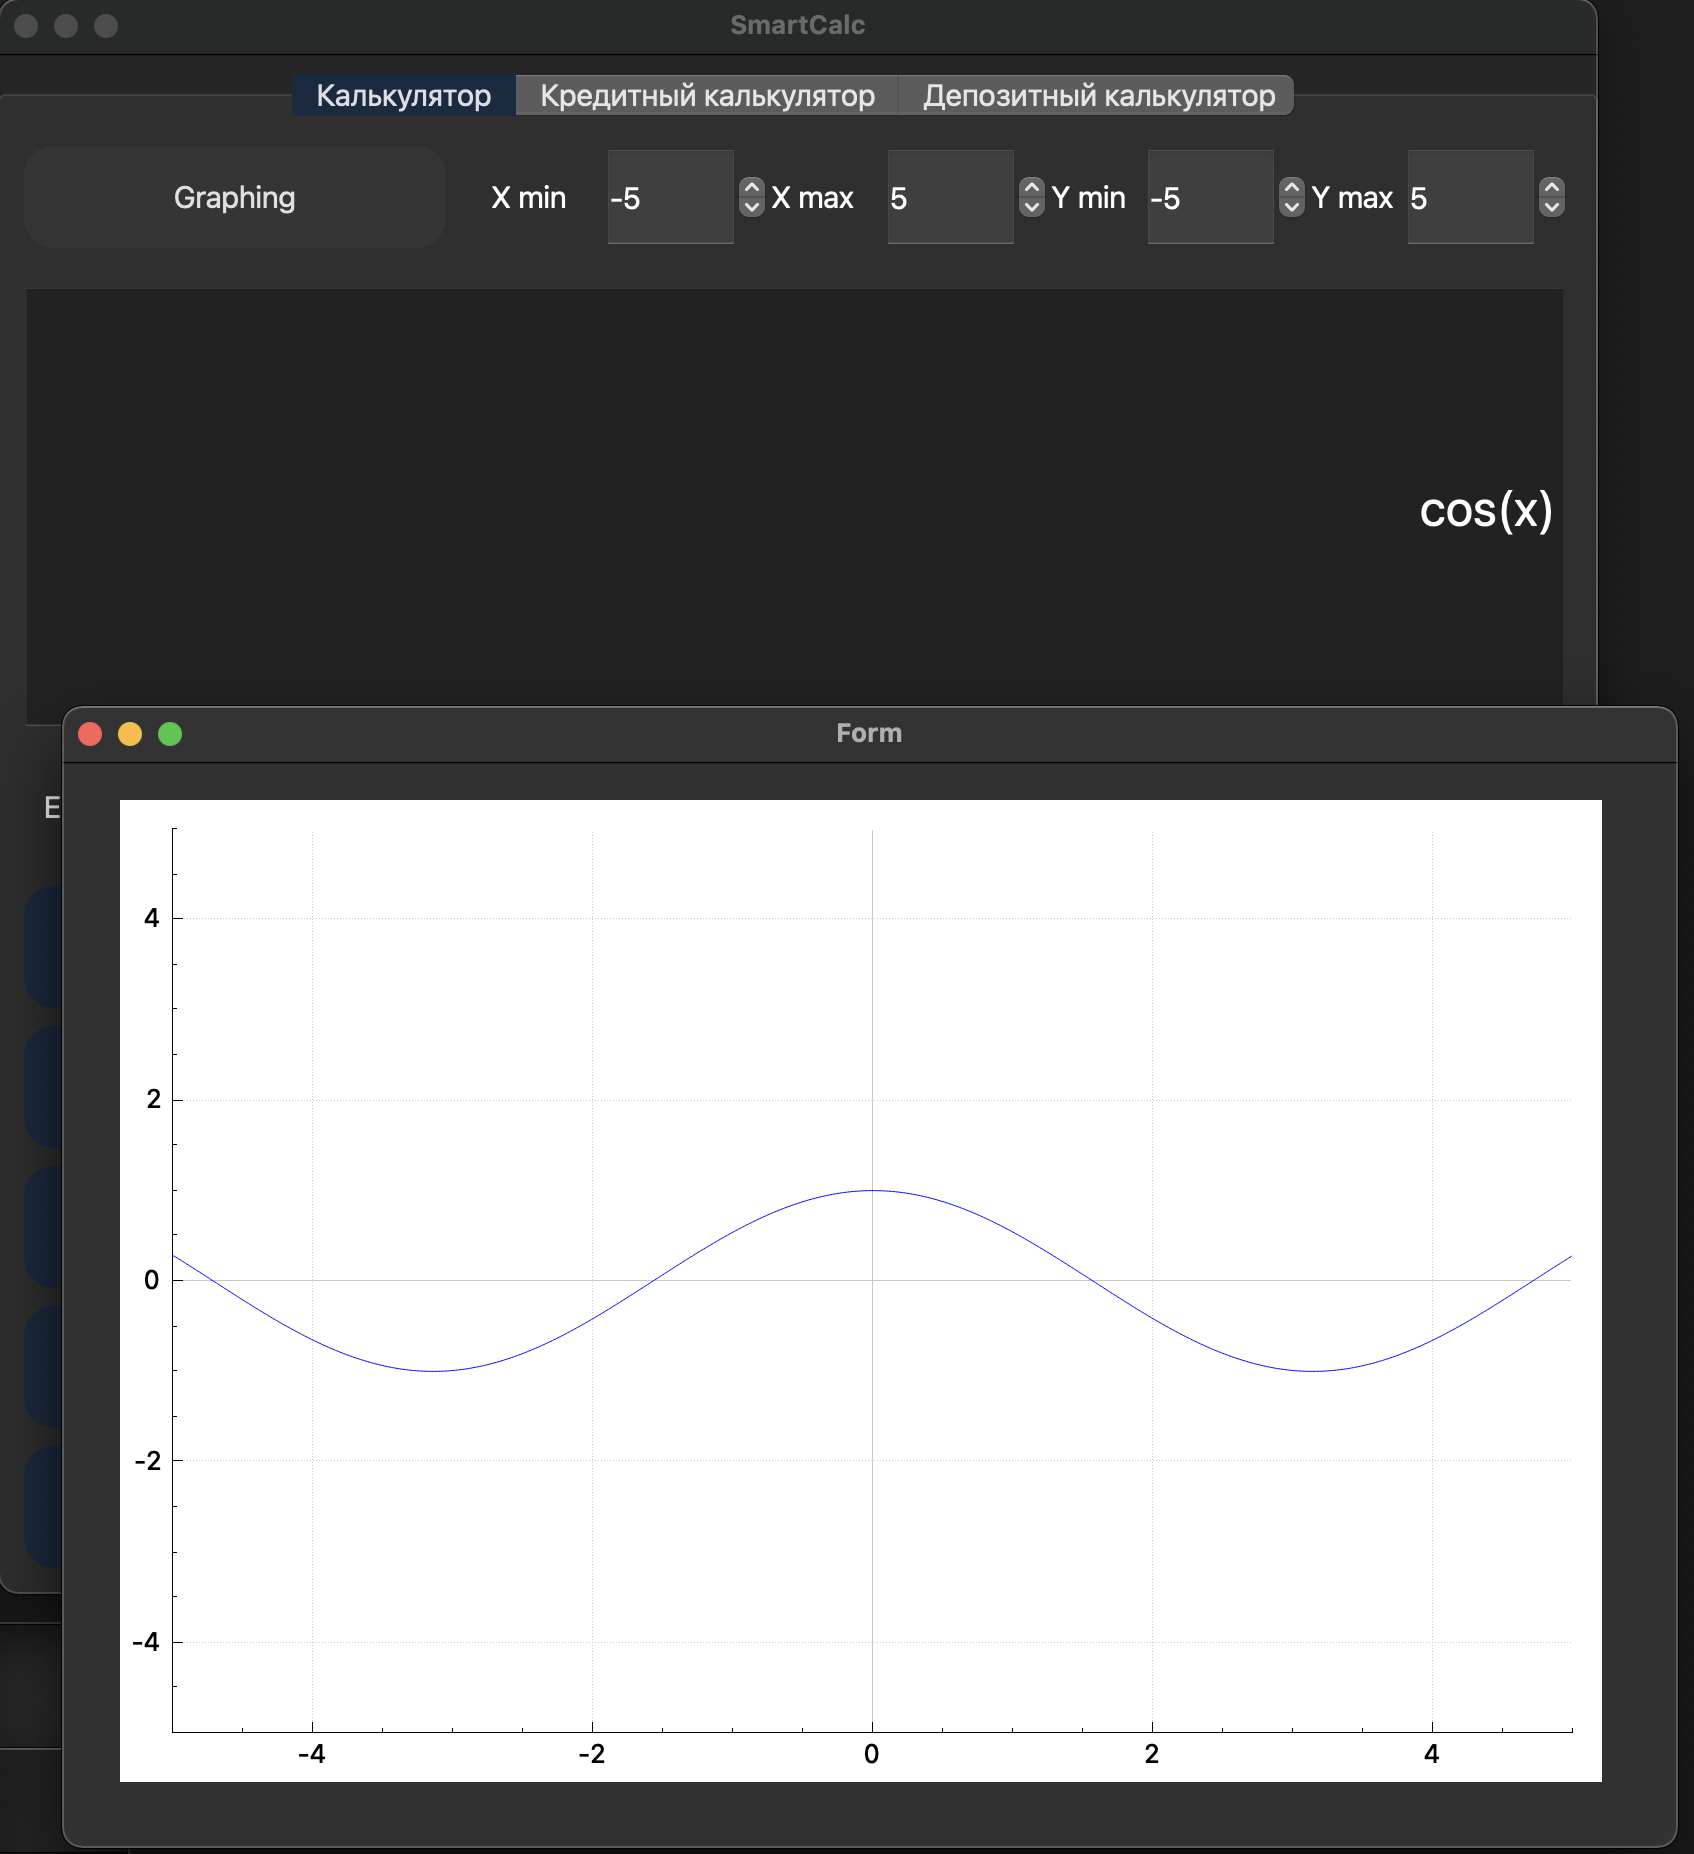 SmartCalc
Калькулятор Кредитный калькулятор Депозитный калькулятор
Graphing X min -5 X max 5 Y min -5 Y max 5
cos(x)
Form
E
4
2
0
-2
-4
-4 -2 0 2 4